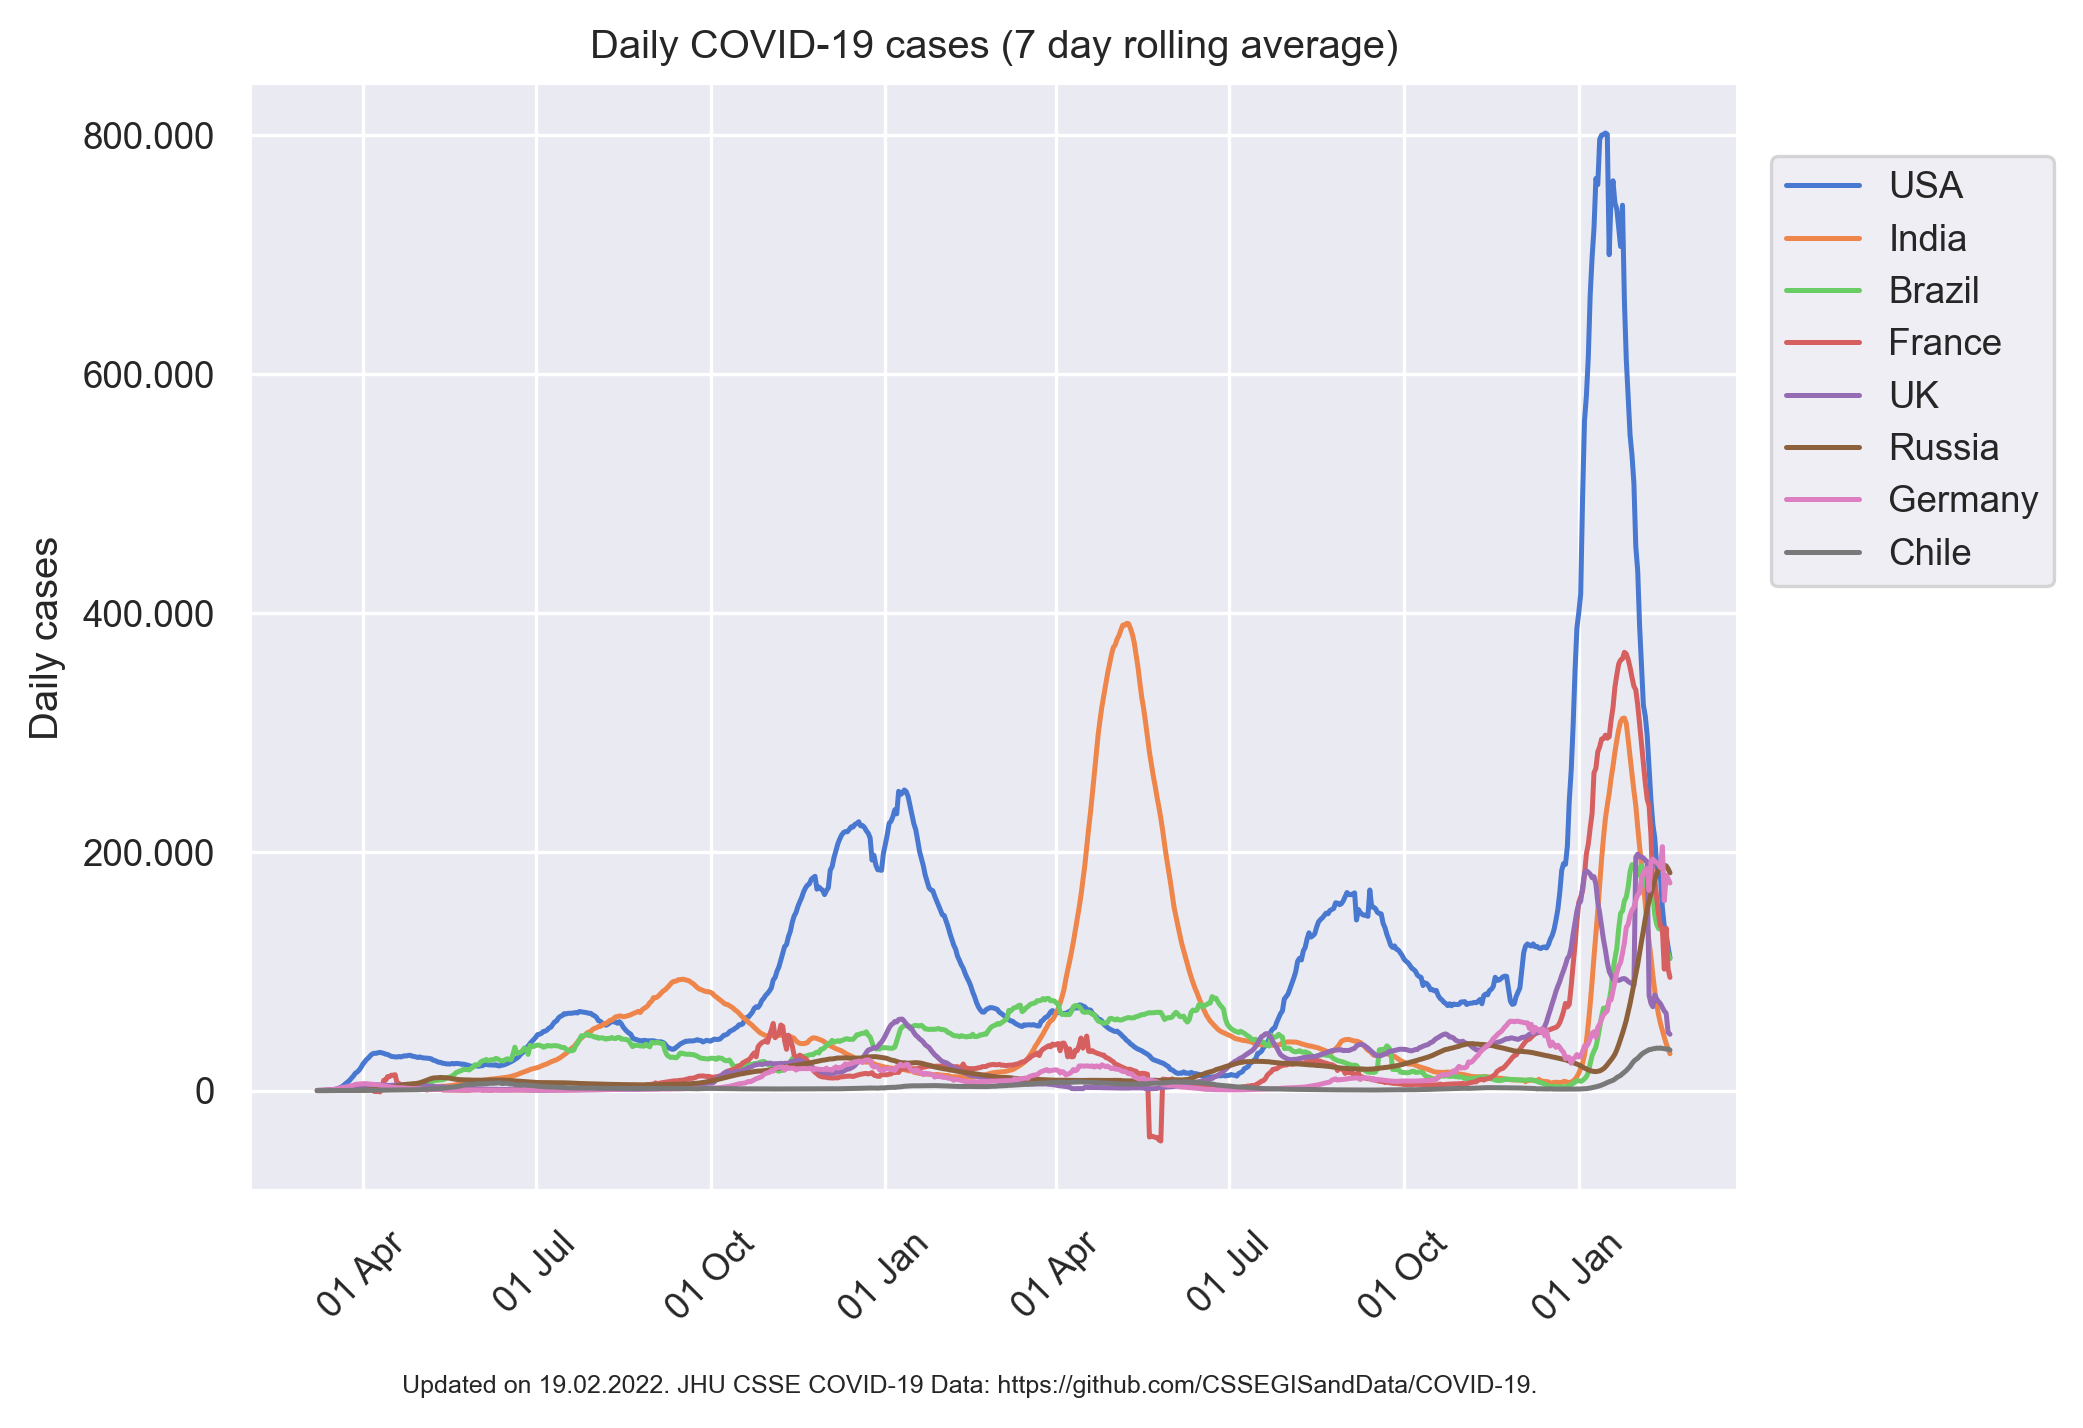 Daily COVID-19 cases (7 day rolling average)
Daily cases
800.000
600.000
400.000
200.000
0
01 Apr
01 Jul
01 Oct
01 Jan
01 Apr
01 Jul
01 Oct
01 Jan
USA
India
Brazil
France
UK
Russia
Germany
Chile
Updated on 19.02.2022. JHU CSSE COVID-19 Data: https://github.com/CSSEGISandData/COVID-19.